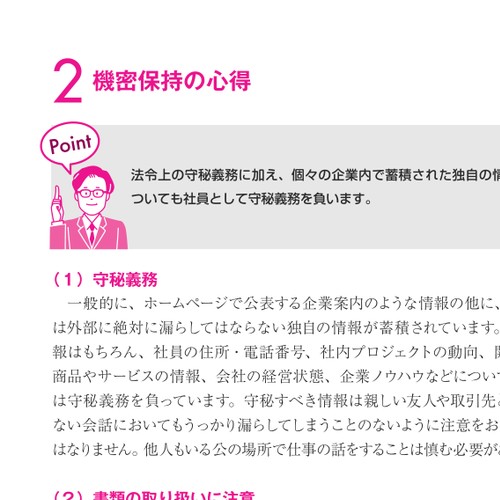 2 機密保持の心得
Point
法令上の守秘義務に加え、個々の企業内で蓄積された独自の情
ついても社員として守秘義務を負います。
（1）守秘義務
一般的に、ホームページで公表する企業案内のような情報の他に、
は外部に絶対に漏らしてはならない独自の情報が蓄積されています。
報はもちろん、社員の住所・電話番号、社内プロジェクトの動向、開
商品やサービスの情報、会社の経営状態、企業ノウハウなどについて
は守秘義務を負っています。守秘すべき情報は親しい友人や取引先と
ない会話においてもうっかり漏らしてしまうことのないように注意をお
はなりません。他人もいる公の場所で仕事の話をすることは慎む必要が
（2）書類の取り扱いに注意